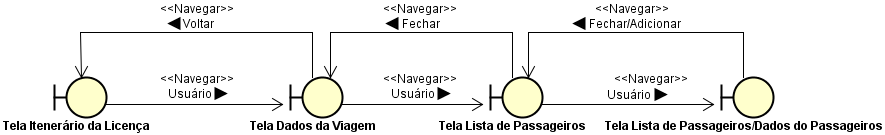 <<Navegar>>
◀ Voltar
<<Navegar>>
◀ Fechar
<<Navegar>>
◀ Fechar/Adicionar
<<Navegar>>
Usuário ▶
<<Navegar>>
Usuário ▶
<<Navegar>>
Usuário ▶
Tela Itenerário da Licença
Tela Dados da Viagem
Tela Lista de Passageiros
Tela Lista de Passageiros/Dados do Passageiros